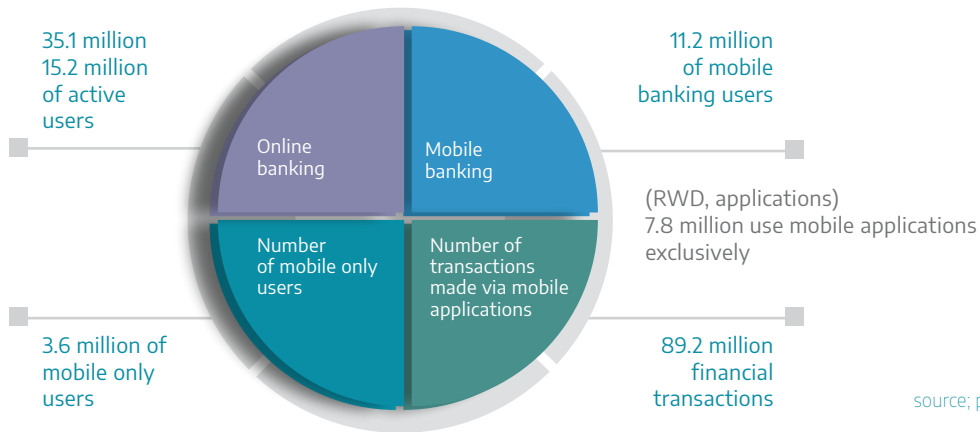 35.1 million
15.2 million
of active
users
11.2 million
of mobile
banking users
Online
banking
Mobile
banking
(RWD, applications)
7.8 million use mobile applications
exclusively
Number
of mobile only
users
Number of
transactions
made via mobile
applications
3.6 million of
mobile only
users
89.2 million
financial
transactions
source;